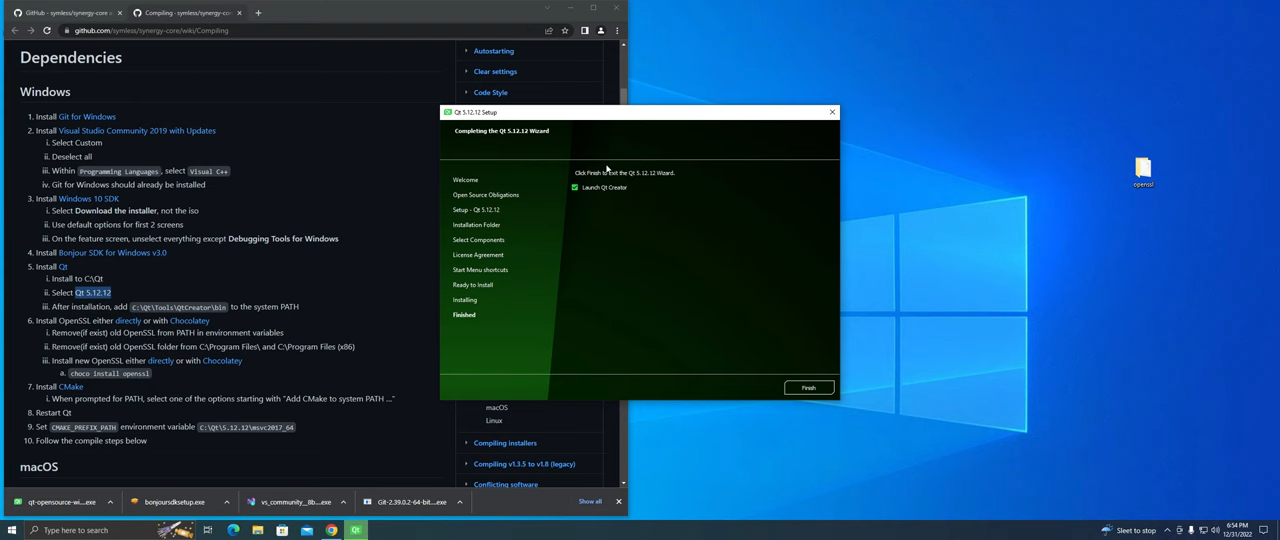 GitHub - symless/synergy-core
Compiling · symless/synergy-core
github.com/symless/synergy-core/wiki/Compiling
Dependencies
Windows
1. Install Git for Windows
2. Install Visual Studio Community 2019 with Updates
i. Select Custom
ii. Deselect all
iii. Within Programming Languages, select Visual C++
iv. Git for Windows should already be installed
3. Install Windows 10 SDK
i. Select Download the installer, not the iso
ii. Use default options for first 2 screens
iii. On the feature screen, unselect everything except Debugging Tools for Windows
4. Install Bonjour SDK for Windows v3.0
5. Install Qt
i. Install to C:\Qt
ii. Select Qt 5.12.12
iii. After installation, add C:\Qt\Tools\QtCreator\bin to the system PATH
6. Install OpenSSL either directly or with Chocolatey
i. Remove(if exist) old OpenSSL from PATH in environment variables
ii. Remove(if exist) old OpenSSL folder from C:\Program Files\ and C:\Program Files (x86)
iii. Install new OpenSSL either directly or with Chocolatey
a. choco install openssl
7. Install CMake
i. When prompted for PATH, select one of the options starting with "Add CMake to system PATH ..."
8. Restart Qt
9. Set CMAKE_PREFIX_PATH environment variable C:\Qt\5.12.12\msvc2017_64
10. Follow the compile steps below
macOS
Autostarting
Clear settings
Code Style
macOS
Linux
Compiling installers
Compiling v1.3.5 to v1.8 (legacy)
Conflicting software
Qt 5.12.12 Setup
Completing the Qt 5.12.12 Wizard
Welcome
Open Source Obligations
Setup - Qt 5.12.12
Installation Folder
Select Components
License Agreement
Start Menu shortcuts
Ready to Install
Installing
Finished
Click Finish to exit the Qt 5.12.12 Wizard.
Launch Qt Creator
Finish
openssl
qt-opensource-wi....exe
bonjoursdksetup.exe
vs_community__8b....exe
Git-2.39.0.2-64-bit....exe
Show all
Type here to search
Qt
Sleet to stop
6:54 PM
12/31/2022